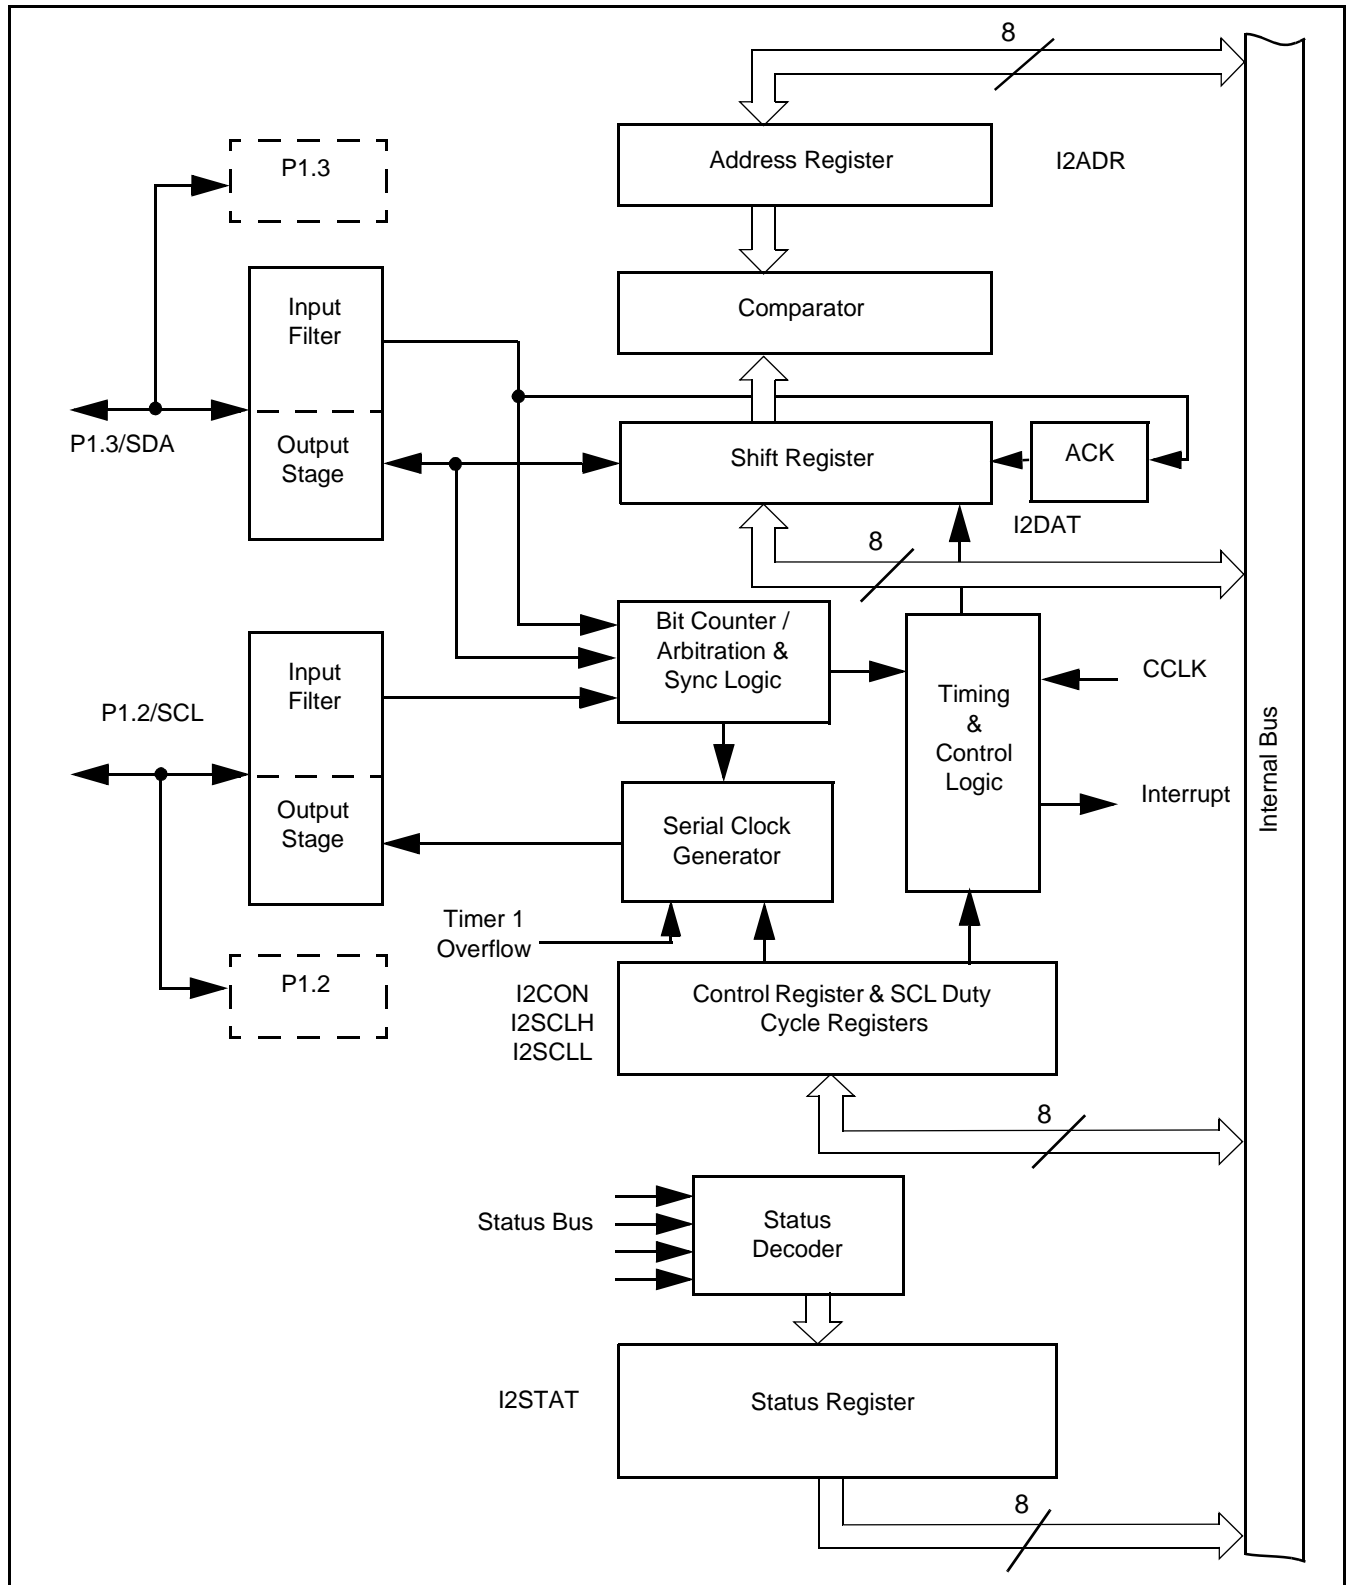 8
Address Register
I2ADR
P1.3
Input
Filter
Comparator
P1.3/SDA
Output
Stage
Shift Register
ACK
I2DAT
8
Bit Counter /
Arbitration &
Sync Logic
Input
Filter
P1.2/SCL
CCLK
Timing
&
Control
Logic
Internal Bus
Interrupt
Output
Stage
Serial Clock
Generator
Timer 1
Overflow
P1.2
I2CON
I2SCLH
I2SCLL
Control Register & SCL Duty
Cycle Registers
8
Status Bus
Status
Decoder
I2STAT
Status Register
8